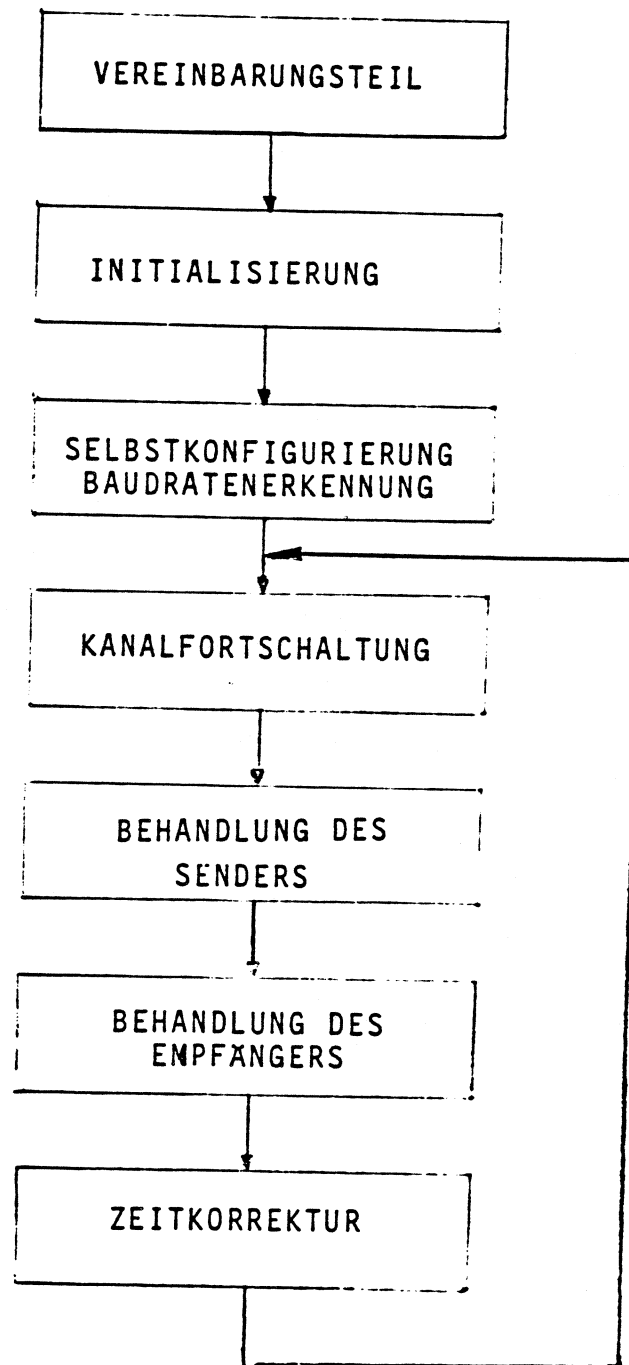 VEREINBARUNGSTEIL
INITIALISIERUNG
SELBSTKONFIGURIERUNG
BAUDRATENERKENNUNG
KANALFORTSCHALTUNG
BEHANDLUNG DES
SENDERS
BEHANDLUNG DES
EMPFÄNGERS
ZEITKORREKTUR